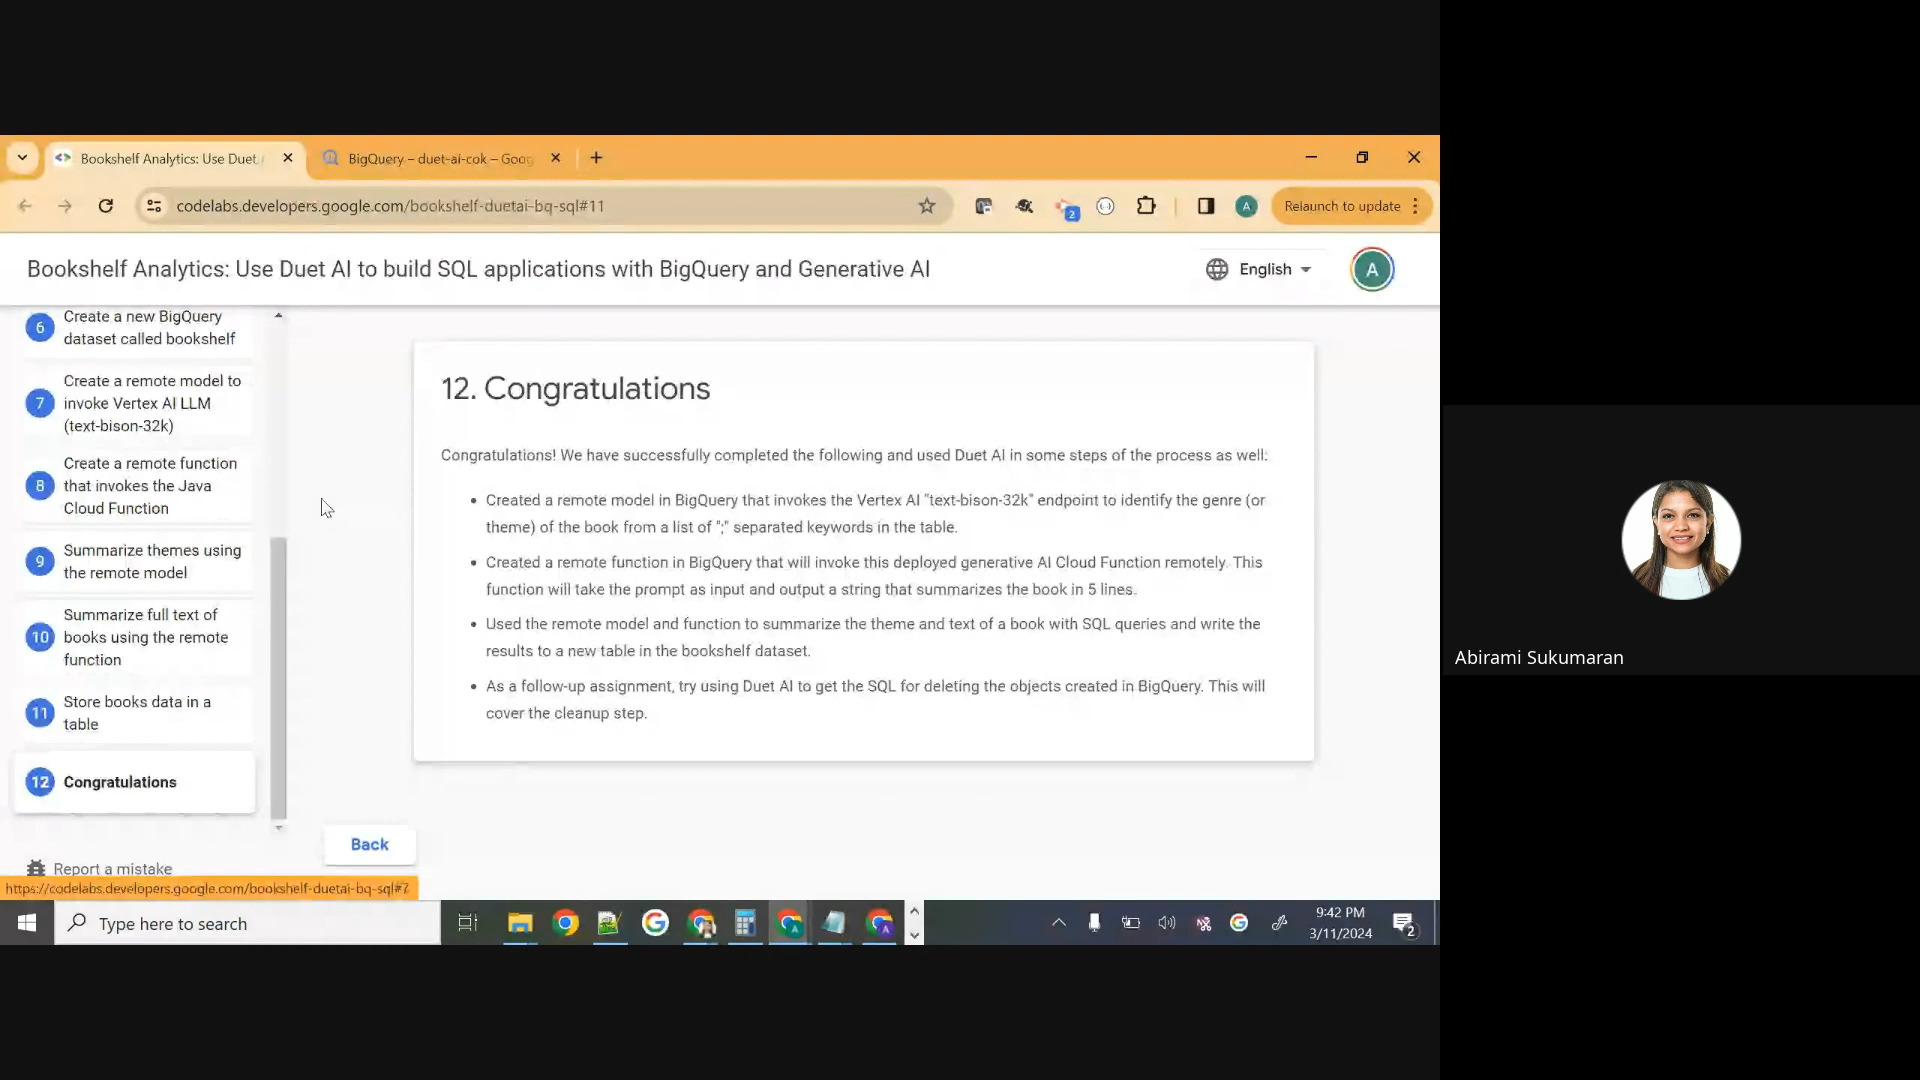 Bookshelf Analytics: Use Duet
BigQuery – duet-ai-cok – Goog
codelabs.developers.google.com/bookshelf-duetai-bq-sql#11
2
A
Relaunch to update
Bookshelf Analytics: Use Duet AI to build SQL applications with BigQuery and Generative AI
English
A
6
Create a new BigQuery
dataset called bookshelf
7
Create a remote model to
invoke Vertex AI LLM
(text-bison-32k)
8
Create a remote function
that invokes the Java
Cloud Function
9
Summarize themes using
the remote model
10
Summarize full text of
books using the remote
function
11
Store books data in a
table
12
Congratulations
Report a mistake
https://codelabs.developers.google.com/bookshelf-duetai-bq-sql#7
12. Congratulations
Congratulations! We have successfully completed the following and used Duet AI in some steps of the process as well:
• Created a remote model in BigQuery that invokes the Vertex AI "text-bison-32k" endpoint to identify the genre (or
theme) of the book from a list of ";" separated keywords in the table.
• Created a remote function in BigQuery that will invoke this deployed generative AI Cloud Function remotely. This
function will take the prompt as input and output a string that summarizes the book in 5 lines.
• Used the remote model and function to summarize the theme and text of a book with SQL queries and write the
results to a new table in the bookshelf dataset.
• As a follow-up assignment, try using Duet AI to get the SQL for deleting the objects created in BigQuery. This will
cover the cleanup step.
Back
Type here to search
9:42 PM
3/11/2024
2
Abirami Sukumaran